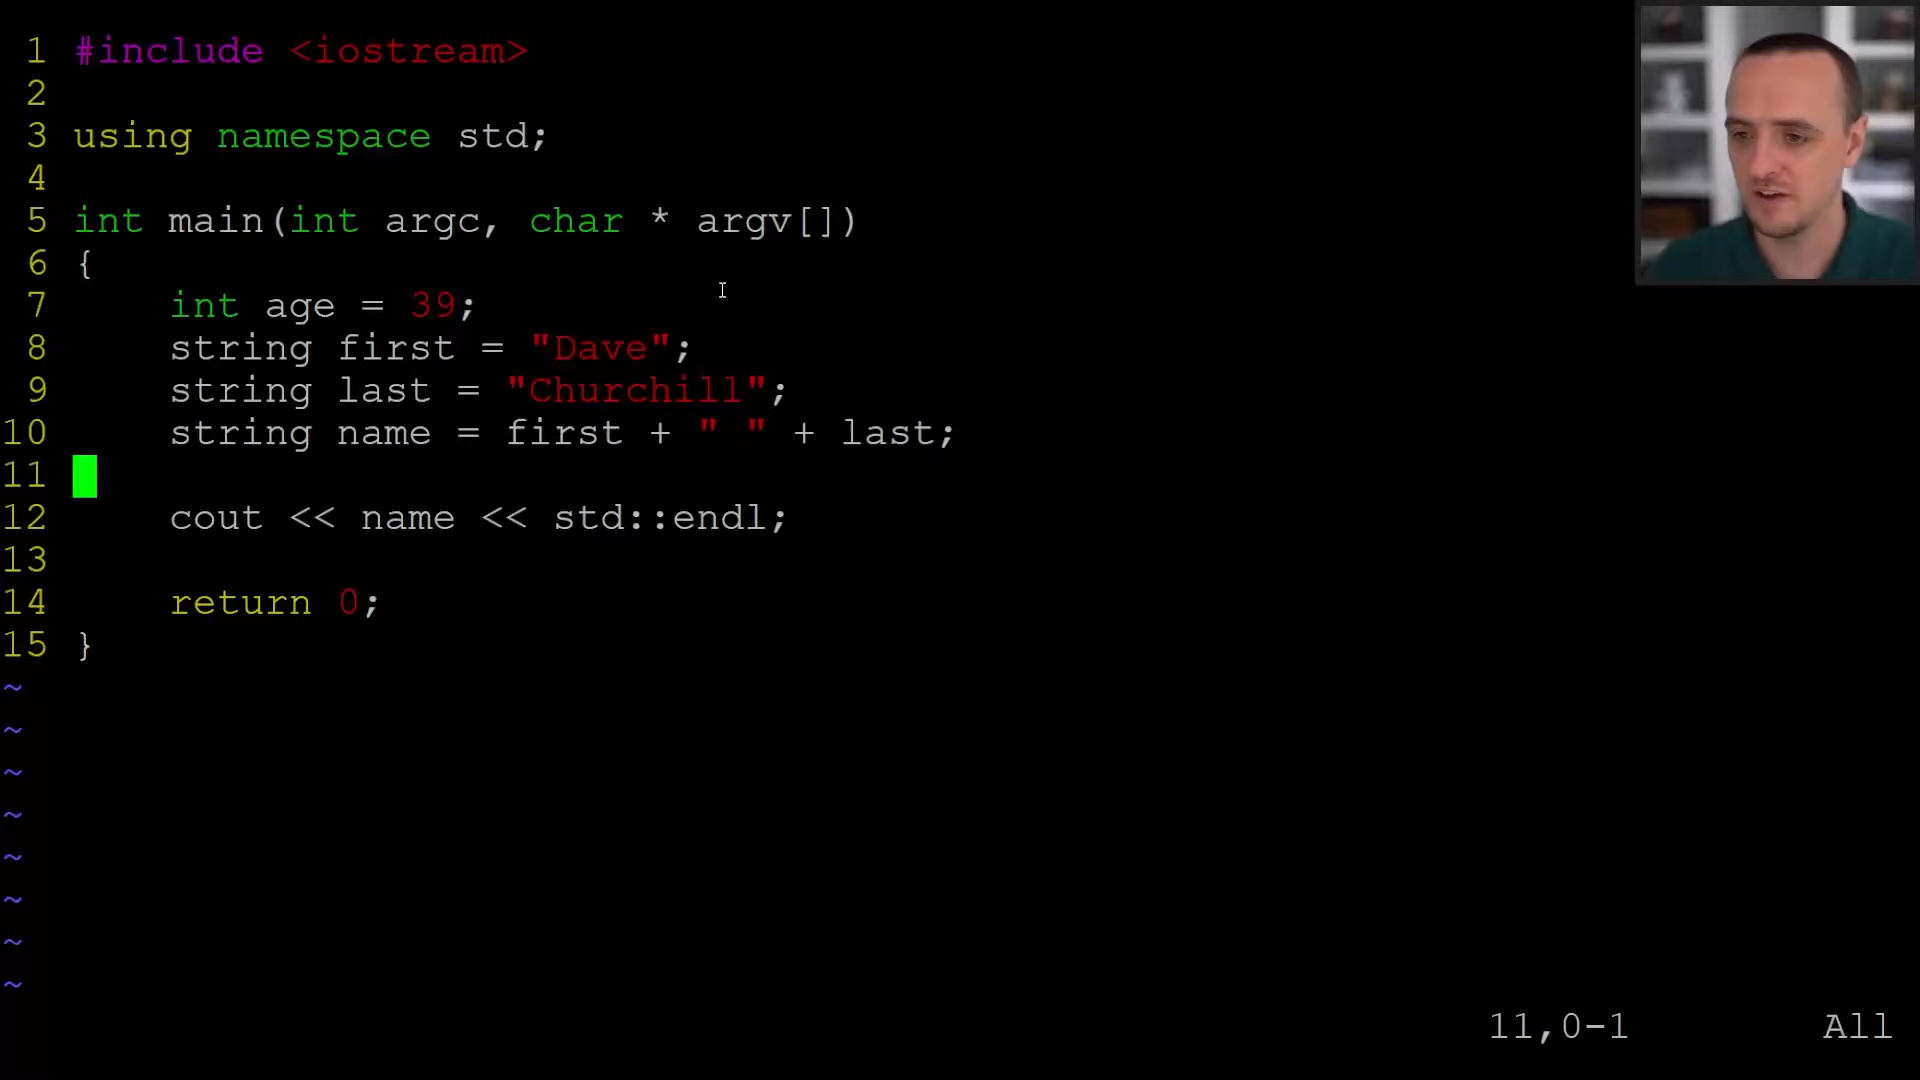 1 #include <iostream>
2
3 using namespace std;
4
5 int main(int argc, char * argv[])
6 {
7     int age = 39;
8     string first = "Dave";
9     string last = "Churchill";
10     string name = first + " " + last;
11
12     cout << name << std::endl;
13
14     return 0;
15 }
~
~
~
~
~
~
~
~
11,0-1 All